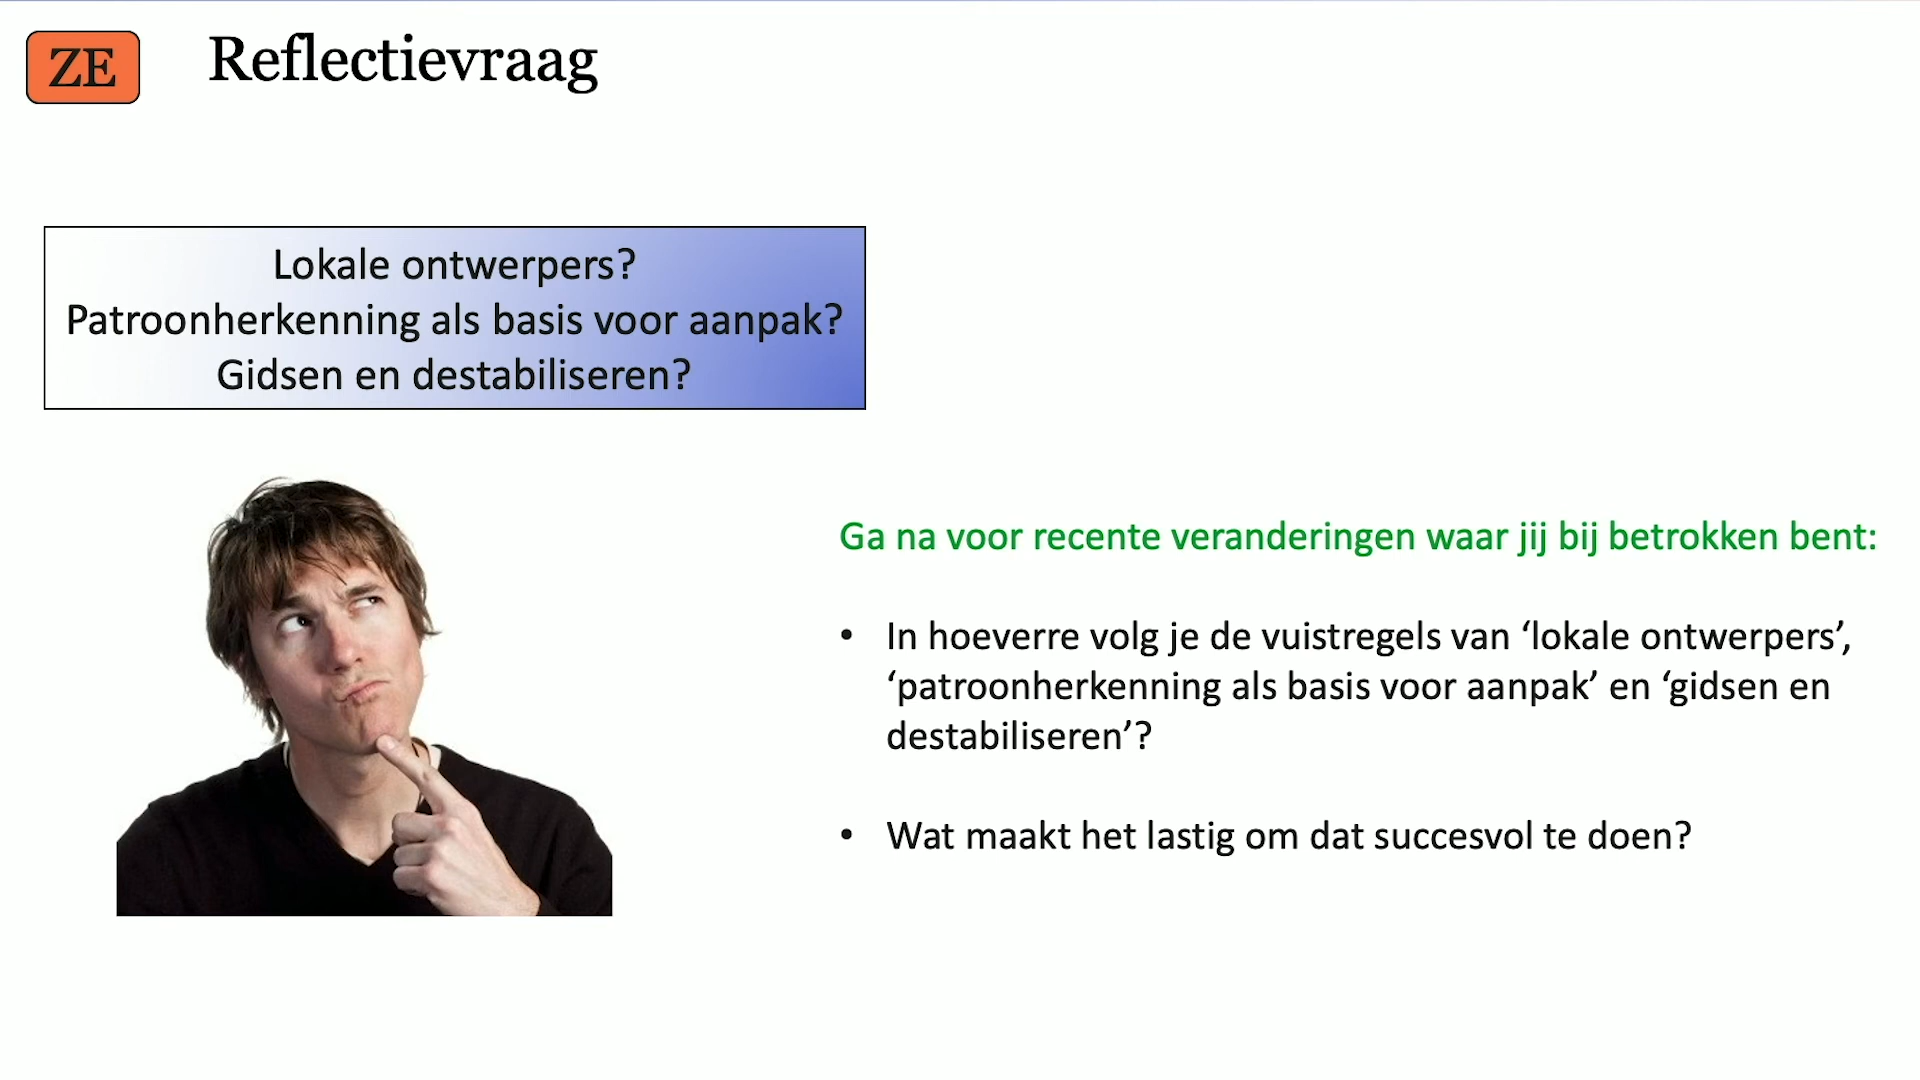 ZE
Reflectievraag
Lokale ontwerpers?
Patroonherkenning als basis voor aanpak?
Gidsen en destabiliseren?
Ga na voor recente veranderingen waar jij bij betrokken bent:
• In hoeverre volg je de vuistregels van ‘lokale ontwerpers’,
‘patroonherkenning als basis voor aanpak’ en ‘gidsen en
destabiliseren’?
• Wat maakt het lastig om dat succesvol te doen?